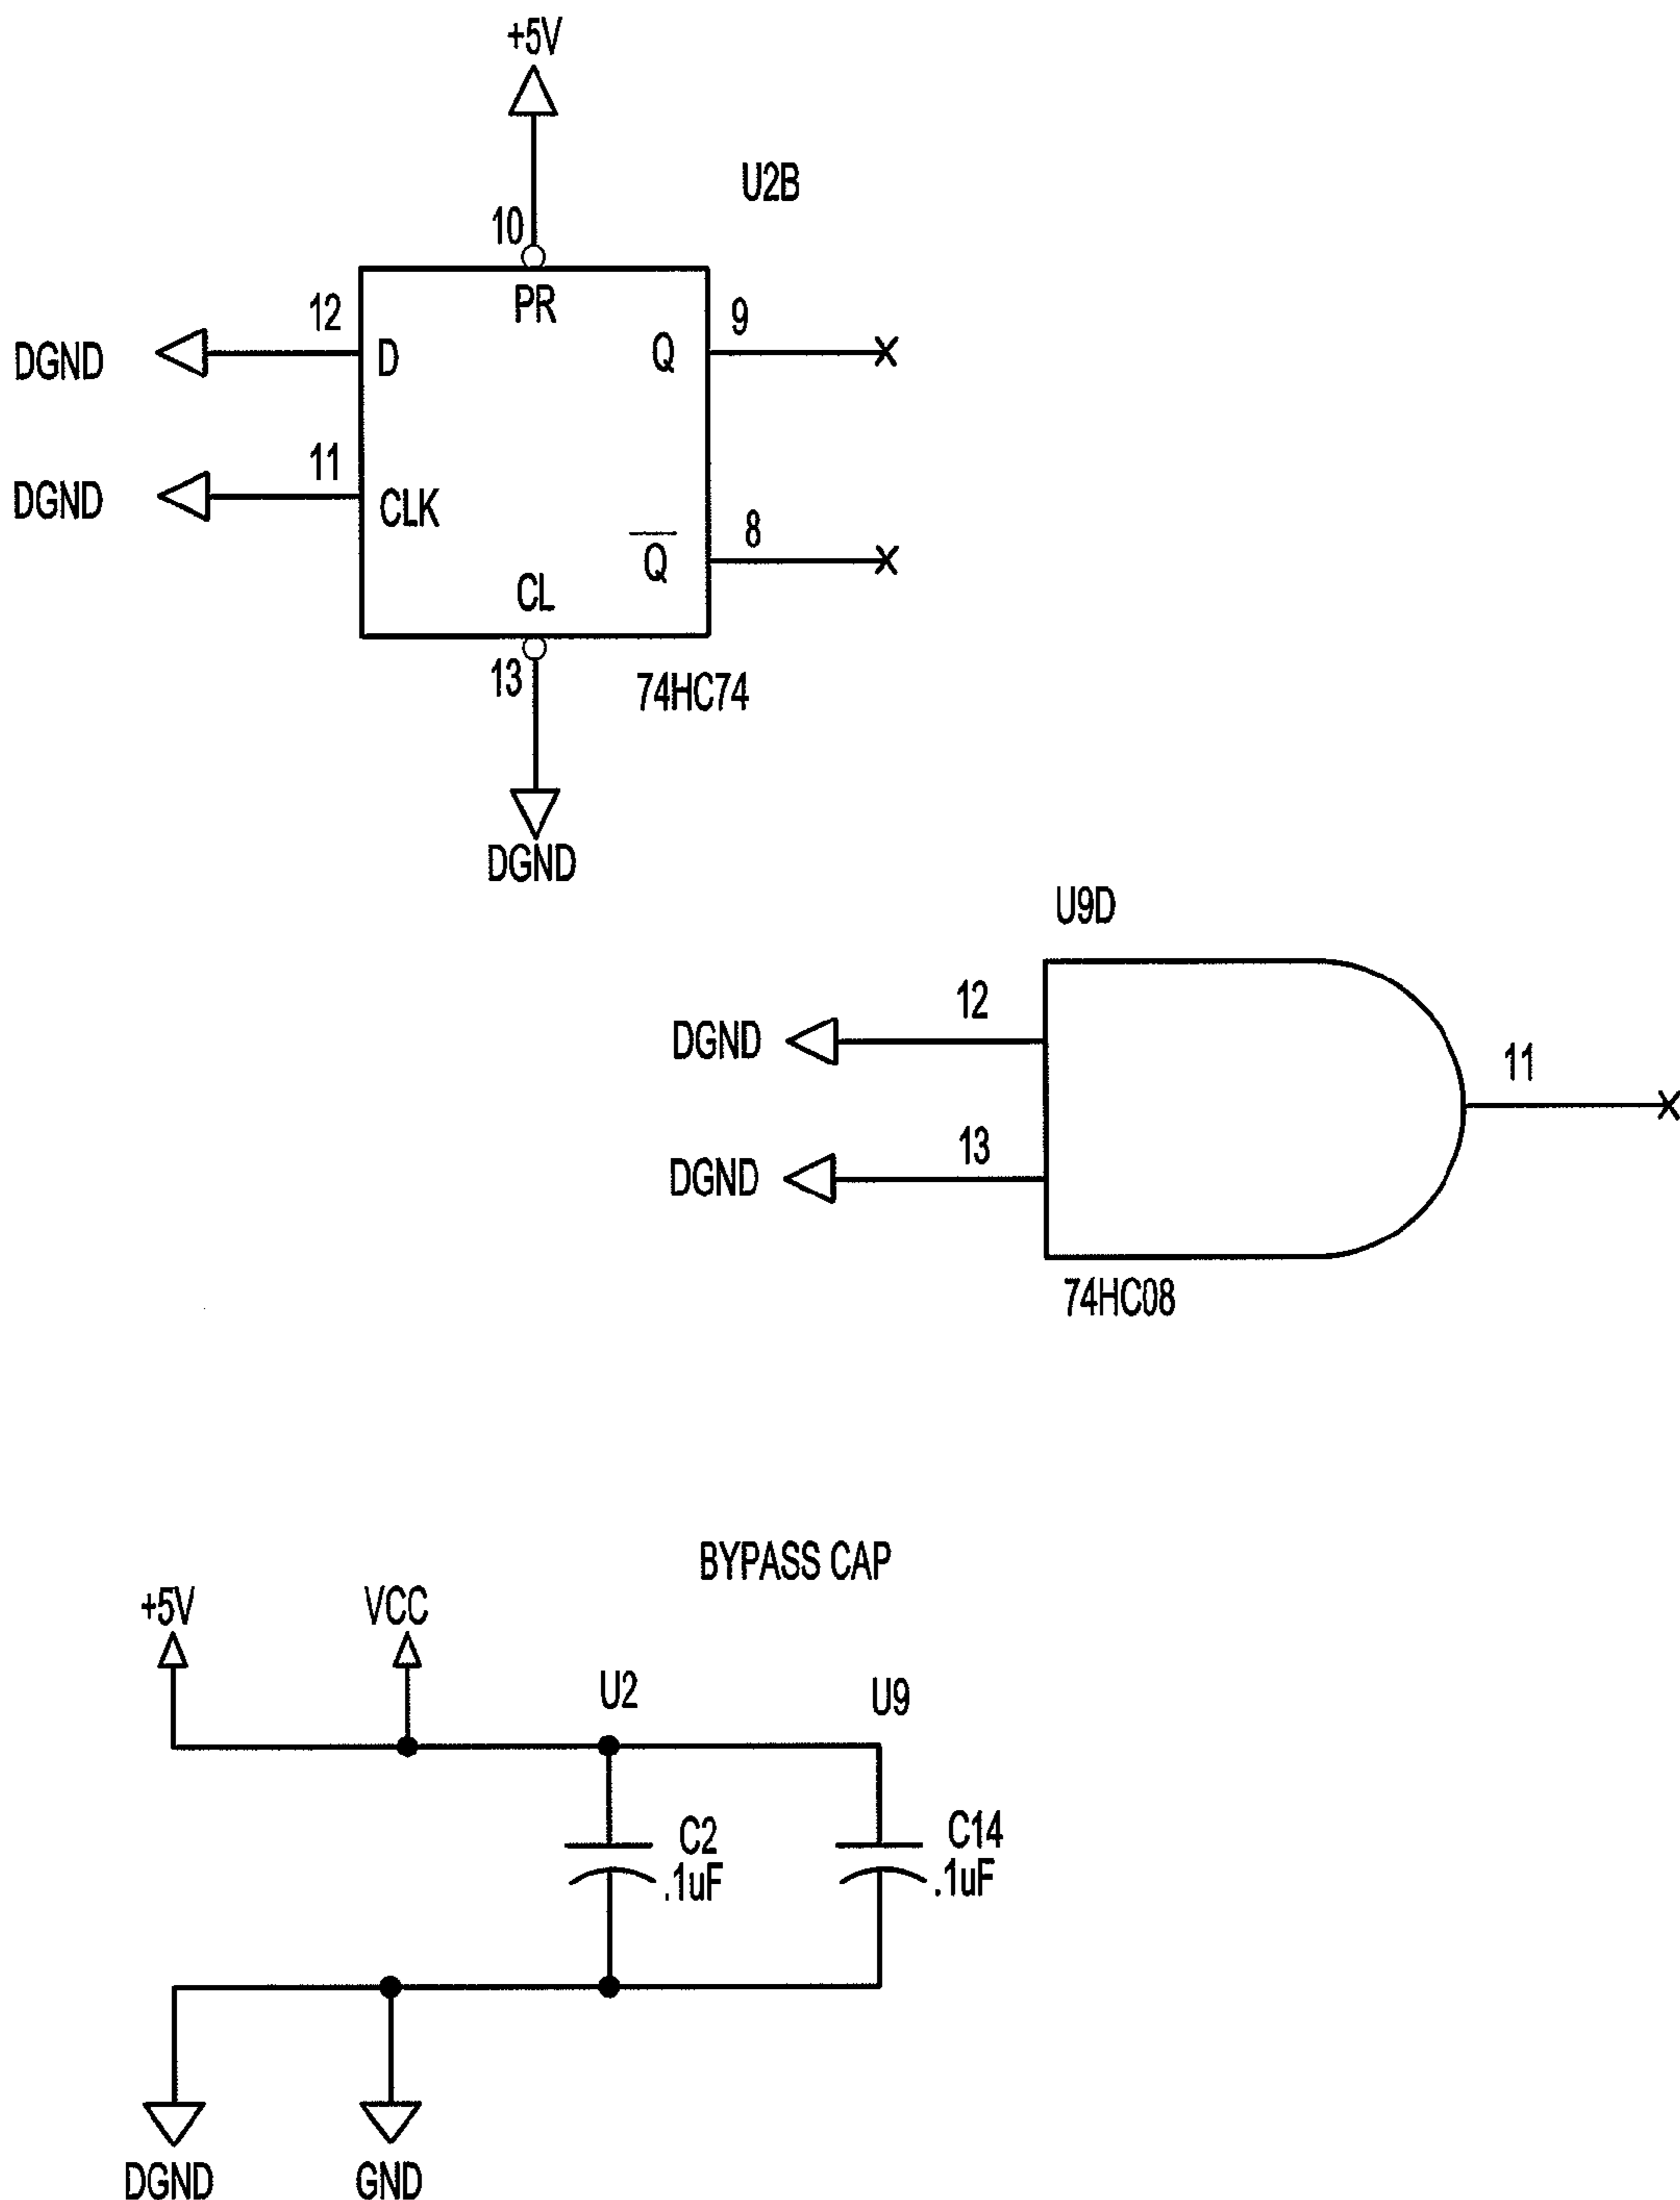 +5V
U2B
10
PR
12
D
Q
9
DGND
11
CLK
DGND
Q
8
CL
13
74HC74
DGND
U9D
12
DGND
11
13
DGND
74HC08
BYPASS CAP
+5V
VCC
U2
U9
C2
.1uF
C14
.1uF
DGND
GND